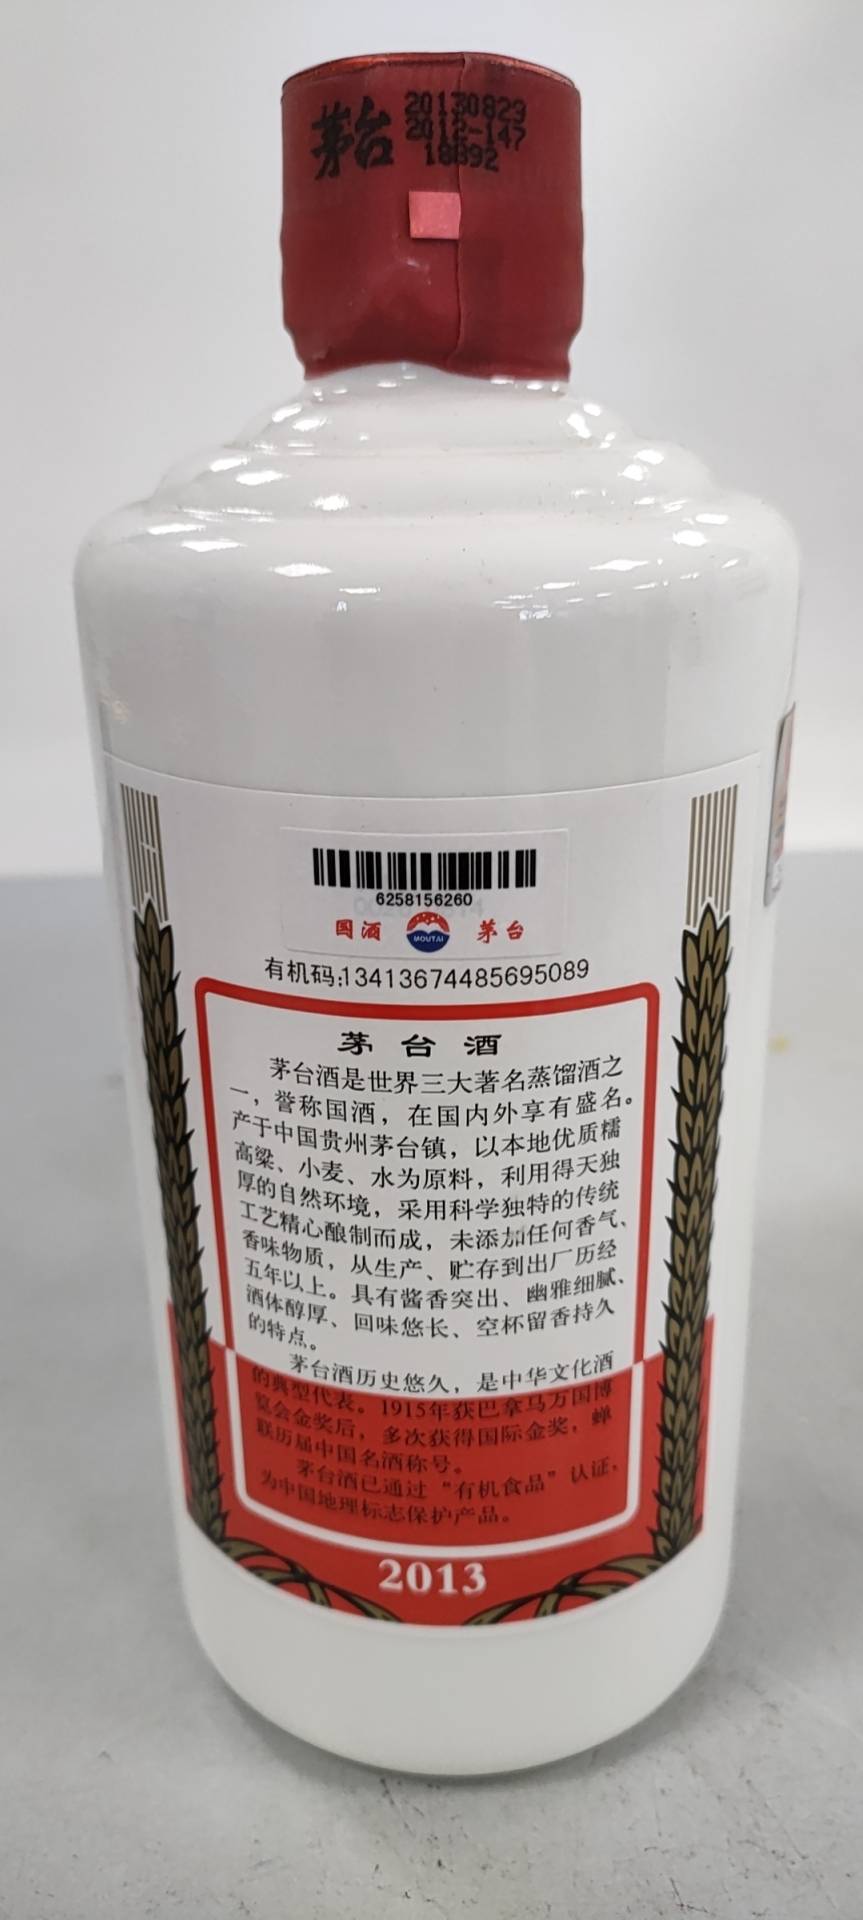 茅台
20130829
2012-147
18892
6258156260
国酒 MOUTAI 茅台
有机码:13413674485695089
茅台酒
茅台酒是世界三大著名蒸馏酒之
一，誉称国酒，在国内外享有盛名。
产于中国贵州茅台镇，以本地优质糯
高粱、小麦、水为原料，利用得天独
厚的自然环境，采用科学独特的传统
工艺精心酿制而成，未添加任何香气、
香味物质，从生产、贮存到出厂历经
五年以上。具有酱香突出、幽雅细腻、
酒体醇厚、回味悠长、空杯留香持久
的特点。
茅台酒历史悠久，是中华文化酒
的典型代表。1915年获巴拿马万国博
览会金奖后，多次获得国际金奖，蝉
联历届中国名酒称号。
茅台酒已通过“有机食品”认证，
为中国地理标志保护产品。
2013